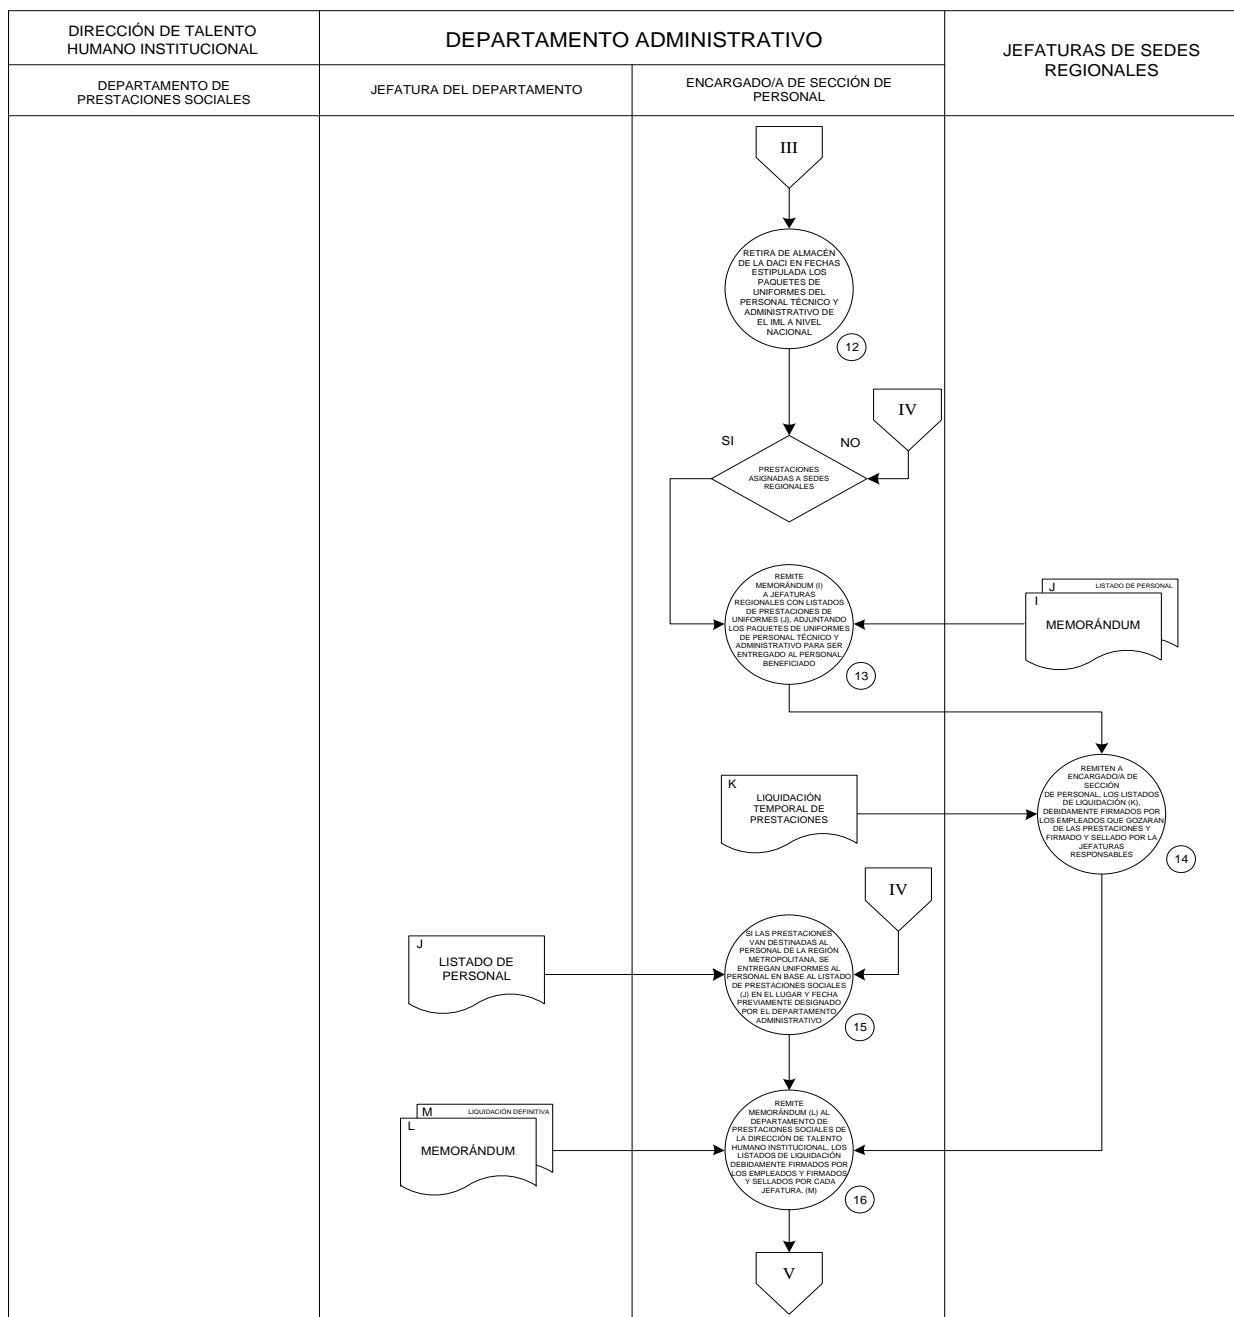 DIRECCIÓN DE TALENTO
HUMANO INSTITUCIONAL
DEPARTAMENTO ADMINISTRATIVO
JEFATURAS DE SEDES
REGIONALES
DEPARTAMENTO DE
PRESTACIONES SOCIALES
JEFATURA DEL DEPARTAMENTO
ENCARGADO/A DE SECCIÓN DE
PERSONAL
III
RETIRA DE ALMACÉN
DE LA DACI EN FECHAS
ESTIPULADA LOS
PAQUETES DE
UNIFORMES DEL
PERSONAL TÉCNICO Y
ADMINISTRATIVO DE
EL IML A NIVEL
NACIONAL
12
IV
SI
NO
PRESTACIONES
ASIGNADAS A SEDES
REGIONALES
REMITE
MEMORÁNDUM (I)
A JEFATURAS
REGIONALES CON LISTADOS
DE PRESTACIONES DE
UNIFORMES (J), ADJUNTANDO
LOS PAQUETES DE UNIFORMES
DE PERSONAL TÉCNICO Y
ADMINISTRATIVO PARA SER
ENTREGADO AL PERSONAL
BENEFICIADO
13
J
LISTADO DE PERSONAL
I
MEMORÁNDUM
K
LIQUIDACIÓN
TEMPORAL DE
PRESTACIONES
REMITEN A
ENCARGADO/A DE
SECCIÓN
DE PERSONAL, LOS LISTADOS
DE LIQUIDACIÓN (K),
DEBIDAMENTE FIRMADOS POR
LOS EMPLEADOS QUE GOZARAN
DE LAS PRESTACIONES Y
FIRMADO Y SELLADO POR LA
JEFATURAS
RESPONSABLES
14
IV
J
LISTADO DE
PERSONAL
SI LAS PRESTACIONES
VAN DESTINADAS AL
PERSONAL DE LA REGIÓN
METROPOLITANA, SE
ENTREGAN UNIFORMES AL
PERSONAL EN BASE AL LISTADO
DE PRESTACIONES SOCIALES
(J) EN EL LUGAR Y FECHA
PREVIAMENTE DESIGNADO
POR EL DEPARTAMENTO
ADMINISTRATIVO
15
M
LIQUIDACIÓN DEFINITIVA
L
MEMORÁNDUM
REMITE
MEMORÁNDUM (L) AL
DEPARTAMENTO DE
PRESTACIONES SOCIALES DE
LA DIRECCIÓN DE TALENTO
HUMANO INSTITUCIONAL, LOS
LISTADOS DE LIQUIDACIÓN
DEBIDAMENTE FIRMADOS POR
LOS EMPLEADOS Y FIRMADOS
Y SELLADOS POR CADA
JEFATURA. (M)
16
V